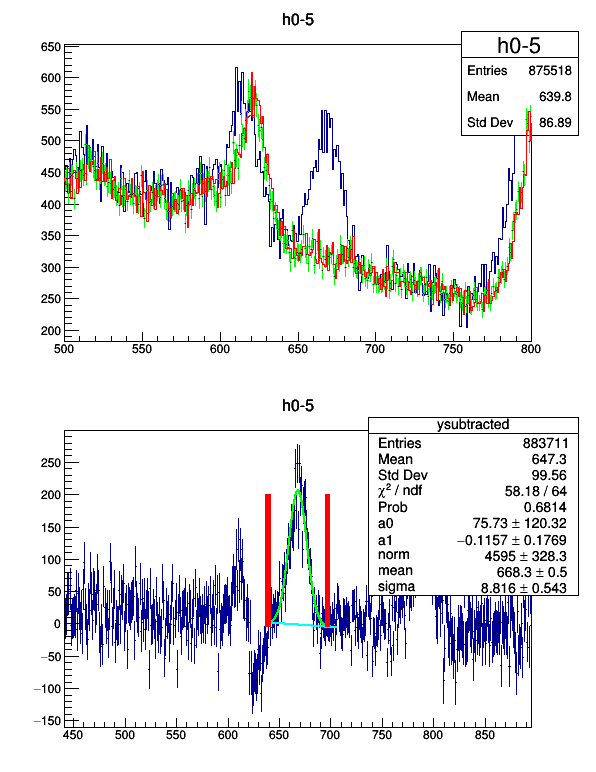 h0-5
h0-5
Entries 875518
Mean 639.8
Std Dev 86.89
650
600
550
500
450
400
350
300
250
200
500 550 600 650 700 750 800
h0-5
ysubtracted
Entries 883711
Mean 647.3
Std Dev 99.56
χ² / ndf 58.18 / 64
Prob 0.6814
a0 75.73 ± 120.32
a1 −0.1157 ± 0.1769
norm 4595 ± 328.3
mean 668.3 ± 0.5
sigma 8.816 ± 0.543
250
200
150
100
50
0
−50
−100
−150
450 500 550 600 650 700 750 800 850